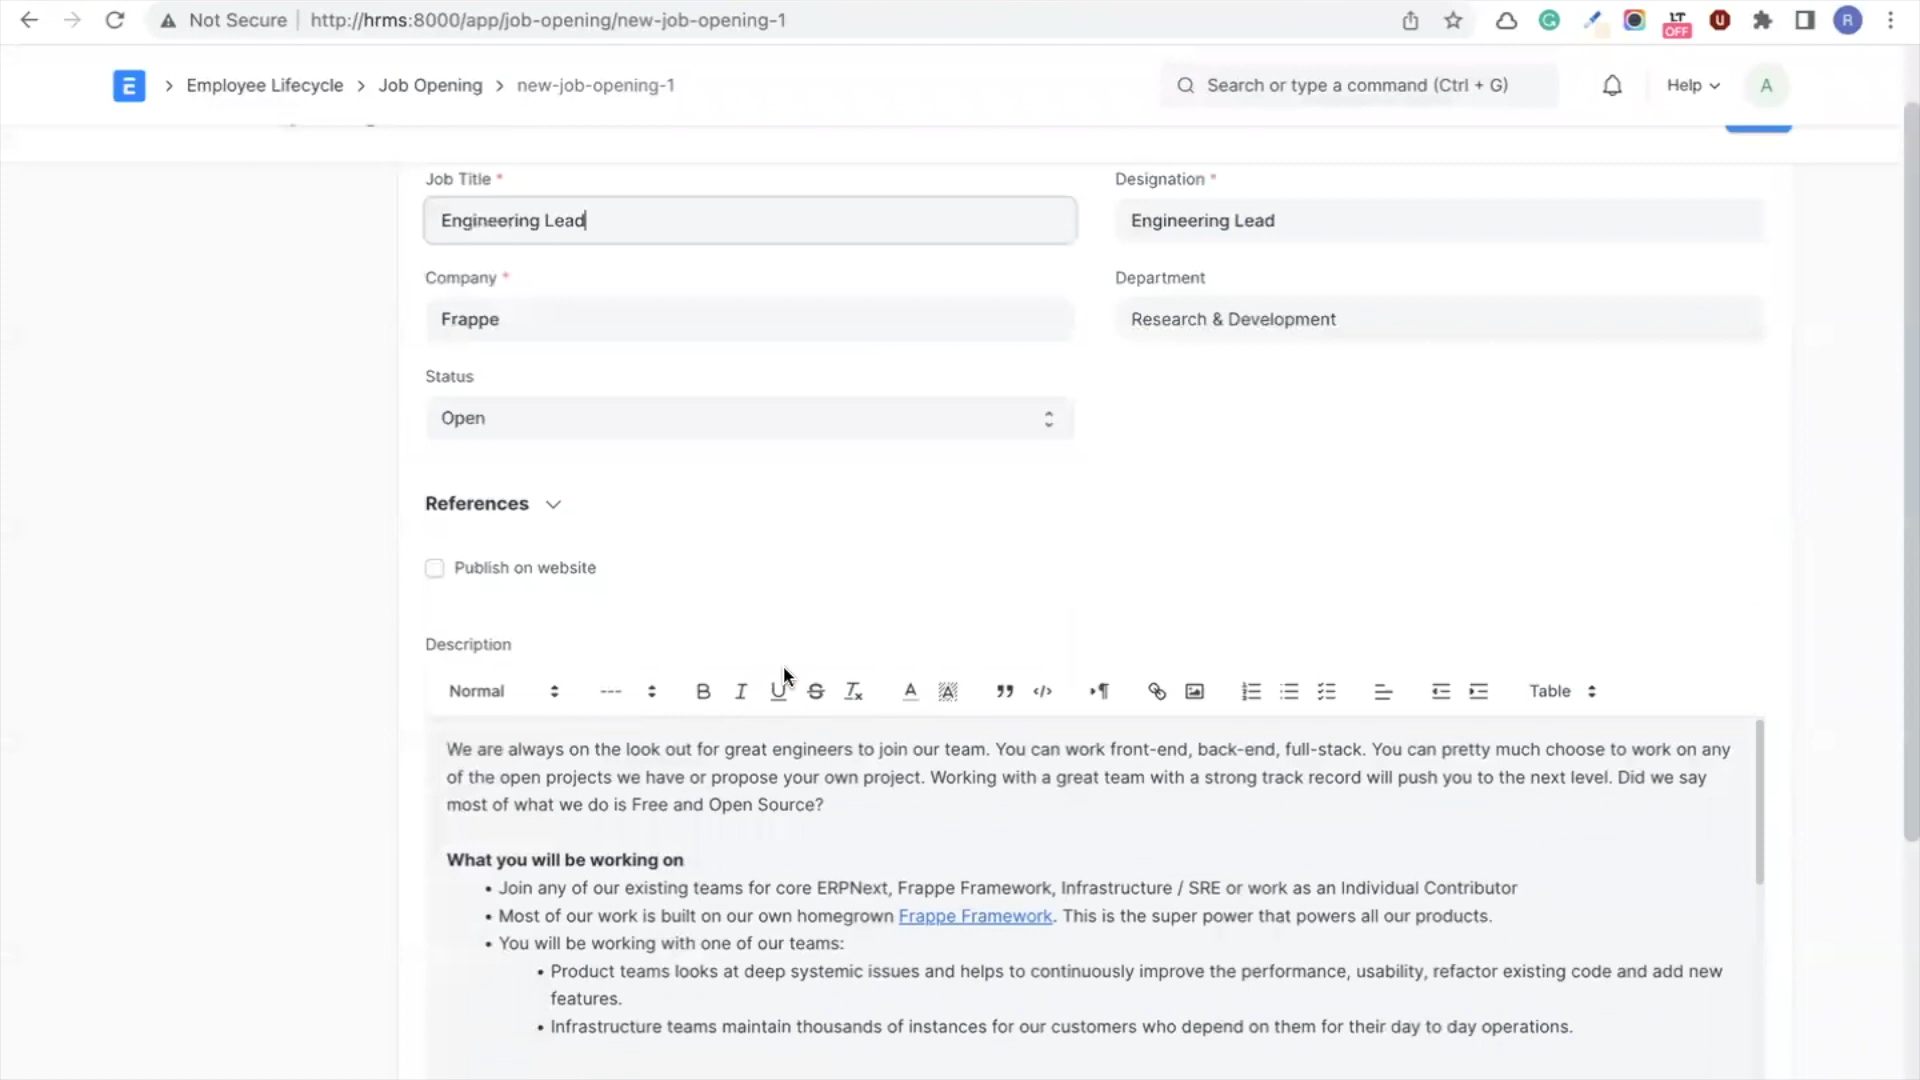 Not Secure | http://hrms:8000/app/job-opening/new-job-opening-1
LT
OFF
R
E > Employee Lifecycle > Job Opening > new-job-opening-1
Search or type a command (Ctrl + G)
Help
A
Job Title *
Designation *
Engineering Lead
Engineering Lead
Company *
Department
Frappe
Research & Development
Status
Open
References
Publish on website
Description
Normal --- B I U S Tx A A Table
We are always on the look out for great engineers to join our team. You can work front-end, back-end, full-stack. You can pretty much choose to work on any
of the open projects we have or propose your own project. Working with a great team with a strong track record will push you to the next level. Did we say
most of what we do is Free and Open Source?
What you will be working on
• Join any of our existing teams for core ERPNext, Frappe Framework, Infrastructure / SRE or work as an Individual Contributor
• Most of our work is built on our own homegrown Frappe Framework. This is the super power that powers all our products.
• You will be working with one of our teams:
• Product teams looks at deep systemic issues and helps to continuously improve the performance, usability, refactor existing code and add new
features.
• Infrastructure teams maintain thousands of instances for our customers who depend on them for their day to day operations.